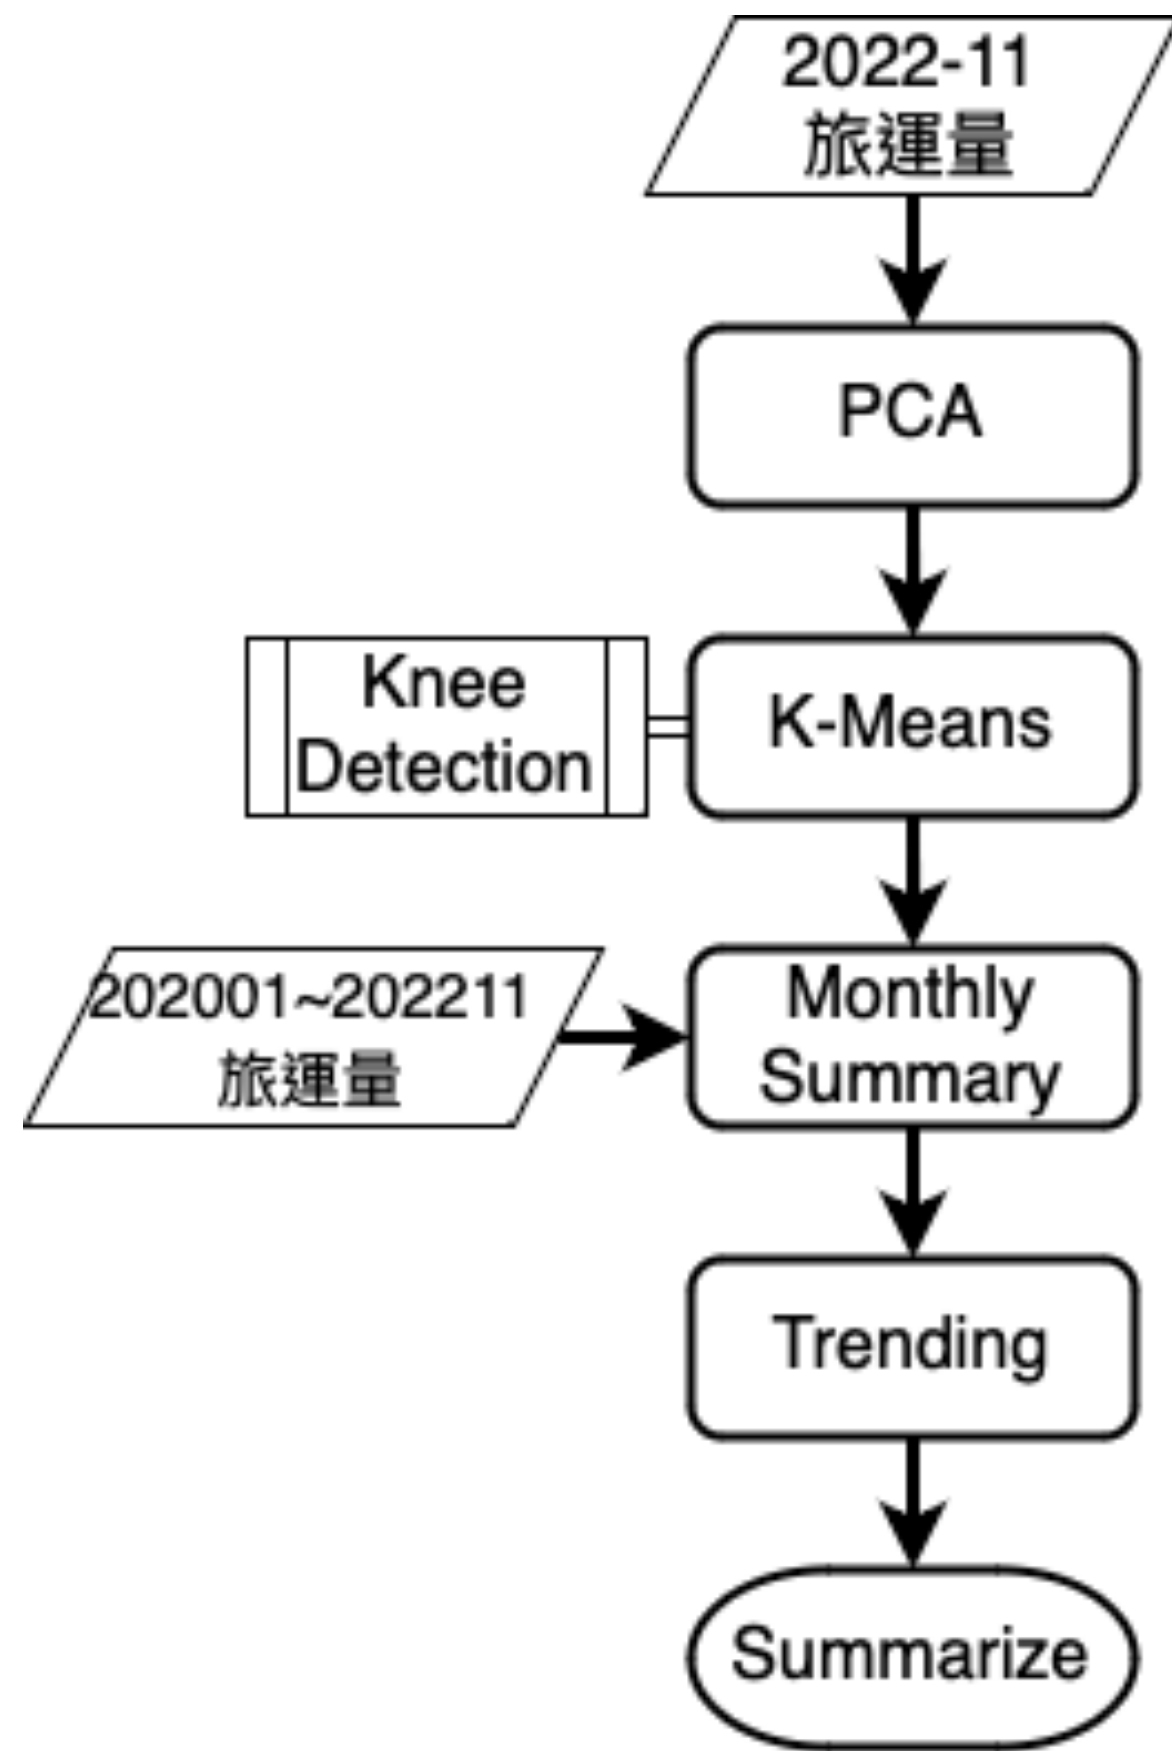 2022-11
旅運量
PCA
Knee
Detection
K-Means
202001~202211
旅運量
Monthly
Summary
Trending
Summarize